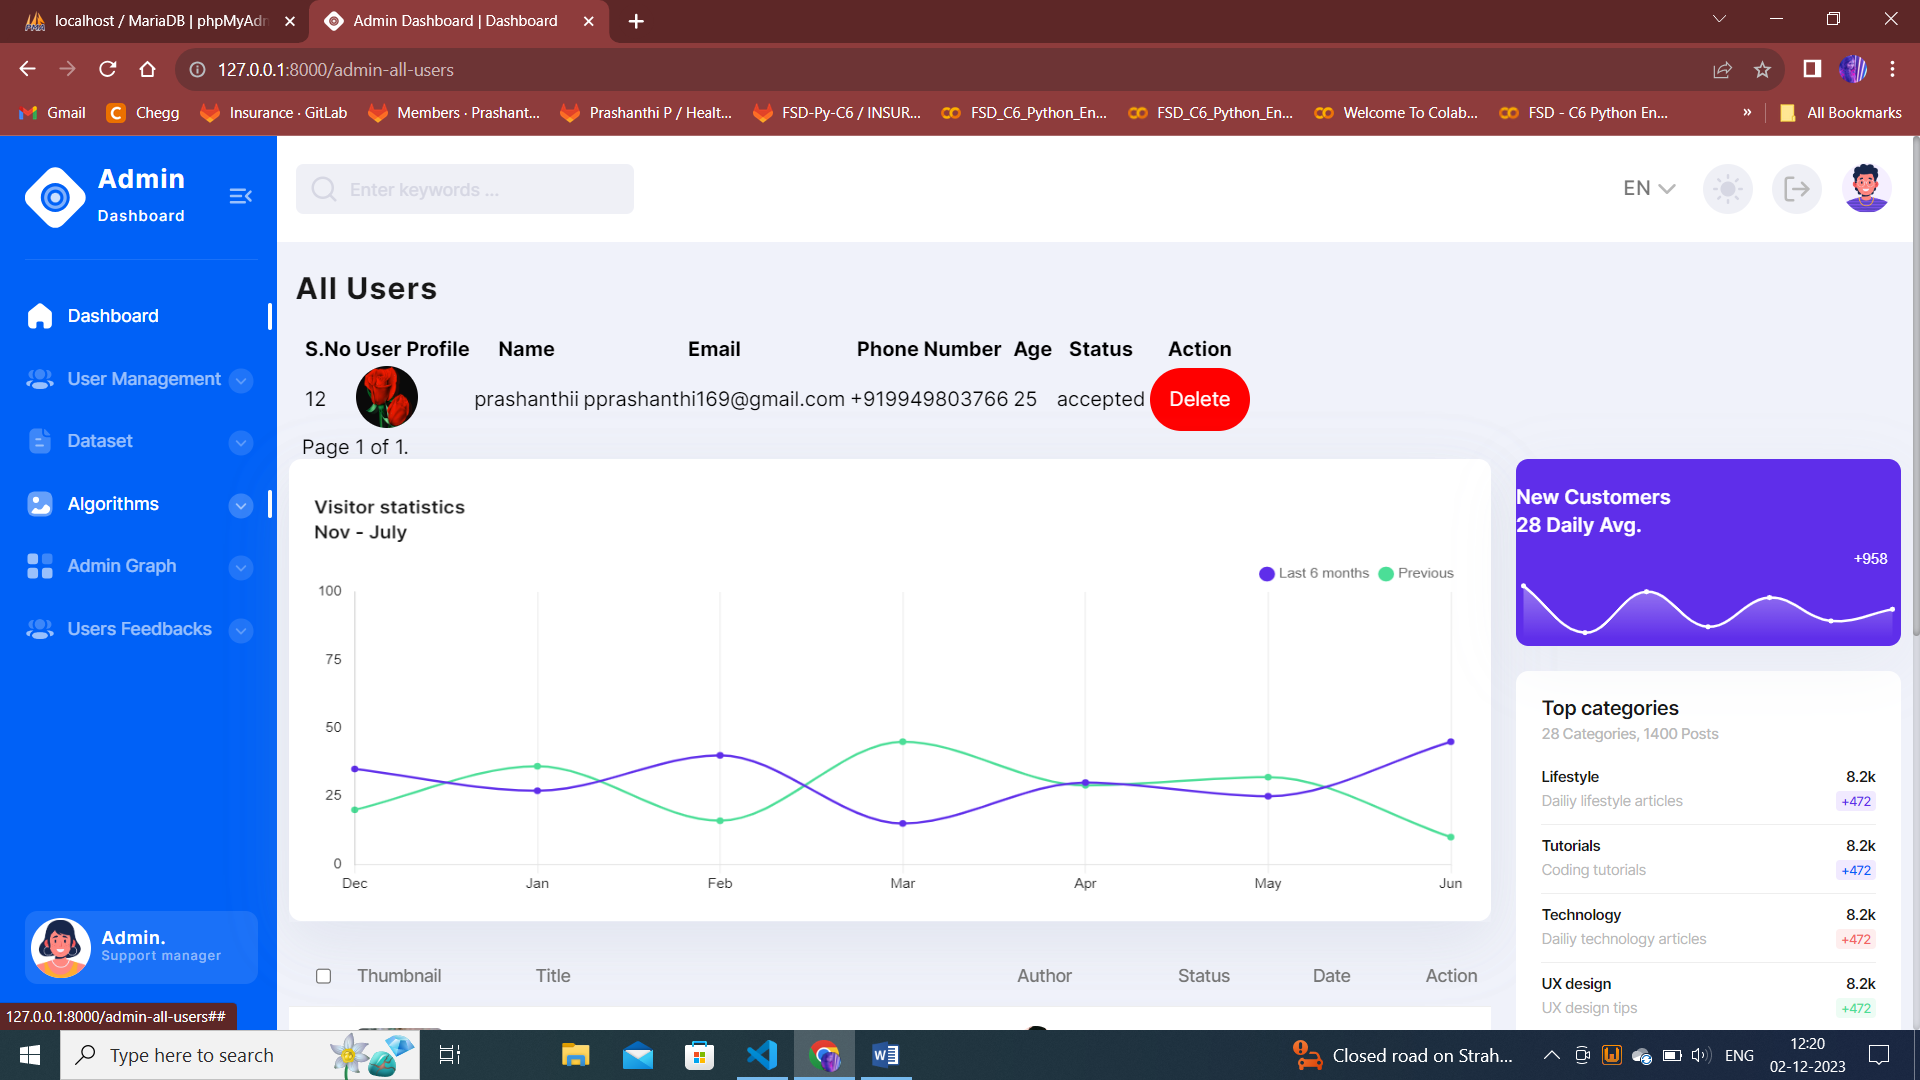 localhost / MariaDB | phpMyAdm
Admin Dashboard | Dashboard
127.0.0.1:8000/admin-all-users
Gmail
Chegg
Insurance · GitLab
Members · Prashant...
Prashanthi P / Healt...
FSD-Py-C6 / INSUR...
FSD_C6_Python_En...
FSD_C6_Python_En...
Welcome To Colab...
FSD - C6 Python En...
»
All Bookmarks
Admin
Dashboard
Enter keywords ...
EN
Dashboard
User Management
Dataset
Algorithms
Admin Graph
Users Feedbacks
Admin.
Support manager
All Users
S.No User Profile Name Email Phone Number Age Status Action
12 prashanthii pprashanthi169@gmail.com +919949803766 25 accepted Delete
Page 1 of 1.
Visitor statistics
Nov - July
Last 6 months Previous
100
75
50
25
0
Dec Jan Feb Mar Apr May Jun
Thumbnail Title Author Status Date Action
New Customers
28 Daily Avg.
+958
Top categories
28 Categories, 1400 Posts
Lifestyle 8.2k
Dailiy lifestyle articles +472
Tutorials 8.2k
Coding tutorials +472
Technology 8.2k
Dailiy technology articles +472
UX design 8.2k
UX design tips +472
127.0.0.1:8000/admin-all-users##
Type here to search
Closed road on Strah...
ENG
12:20
02-12-2023